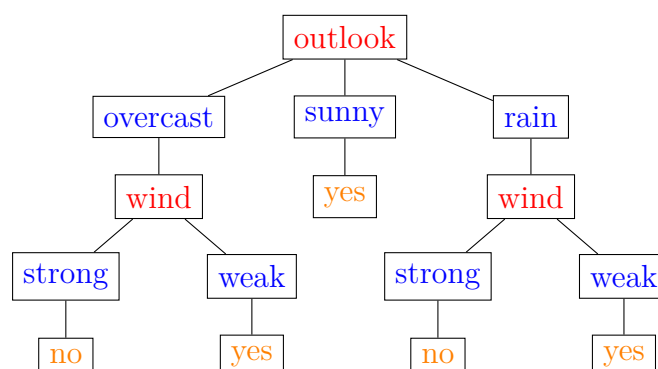 outlook
overcast sunny rain
wind yes wind
strong weak strong weak
no yes no yes